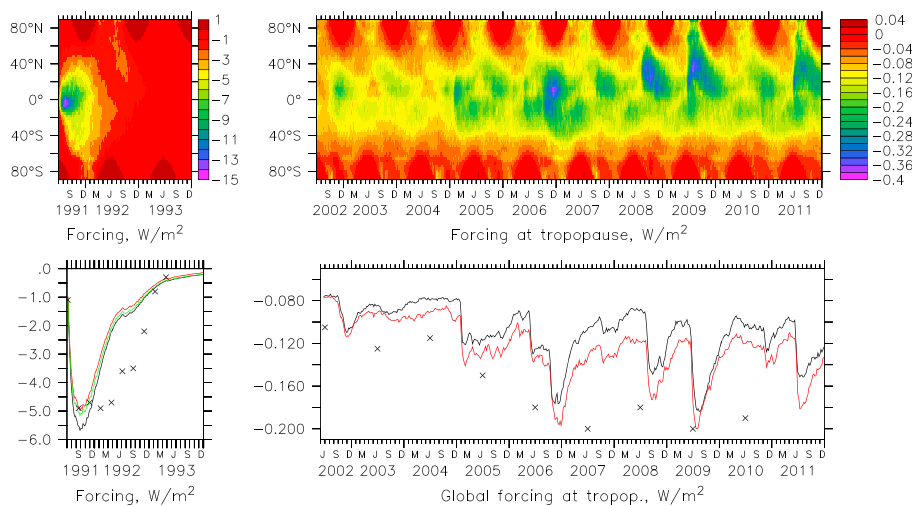 80°N
40°N
0°
40°S
80°S
S D M J S D M J S D
1991 1992 1993
Forcing, W/m²
1
−1
−3
−5
−7
−9
−11
−13
−15
80°N
40°N
0°
40°S
80°S
S D M J S D M J S D M J S D M J S D M J S D M J S D M J S D M J S D M J S D
2002 2003 2004 2005 2006 2007 2008 2009 2010 2011
Forcing at tropopause, W/m²
0.04
0
−0.04
−0.08
−0.12
−0.16
−0.2
−0.24
−0.28
−0.32
−0.36
−0.4
.0
−1.0
−2.0
−3.0
−4.0
−5.0
−6.0
S D M J S D M J S D
1991 1992 1993
Forcing, W/m²
−0.080
−0.120
−0.160
−0.200
J S D M J S D M J S D M J S D M J S D M J S D M J S D M J S D M J S D M J S D
2002 2003 2004 2005 2006 2007 2008 2009 2010 2011
Global forcing at tropop., W/m²